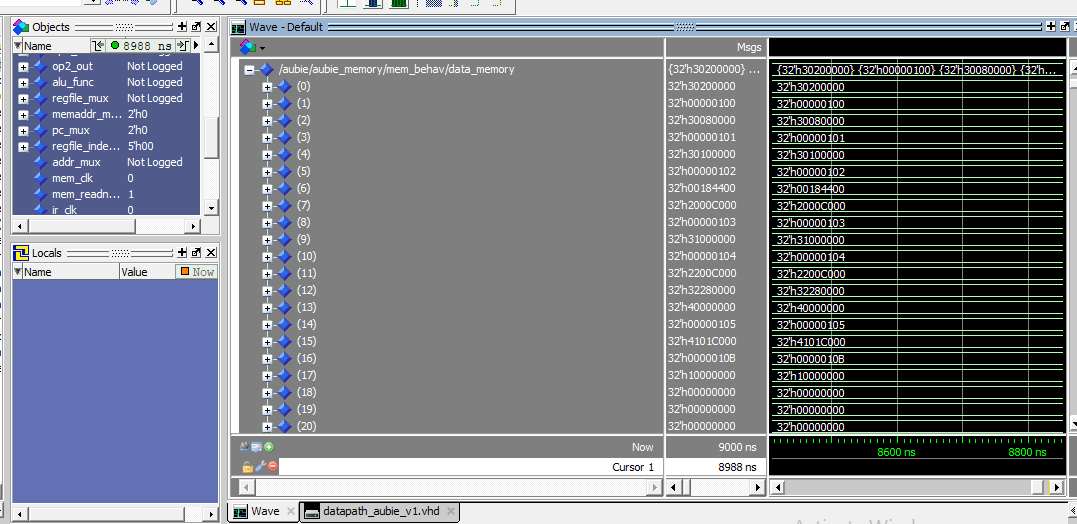 Objects
Name 8988 ns
op2_out Not Logged
alu_func Not Logged
regfile_mux Not Logged
memaddr_m... 2'h0
pc_mux 2'h0
regfile_inde... 5'h00
addr_mux Not Logged
mem_clk 0
mem_readn... 1
ir_clk 0
Locals
Name Value Now
Wave - Default
Msgs
/aubie/aubie_memory/mem_behav/data_memory {32'h30200000} ... {32'h30200000} {32'h00000100} {32'h30080000} {32'h...
(0) 32'h30200000 32'h30200000
(1) 32'h00000100 32'h00000100
(2) 32'h30080000 32'h30080000
(3) 32'h00000101 32'h00000101
(4) 32'h30100000 32'h30100000
(5) 32'h00000102 32'h00000102
(6) 32'h00184400 32'h00184400
(7) 32'h2000C000 32'h2000C000
(8) 32'h00000103 32'h00000103
(9) 32'h31000000 32'h31000000
(10) 32'h00000104 32'h00000104
(11) 32'h2200C000 32'h2200C000
(12) 32'h32280000 32'h32280000
(13) 32'h40000000 32'h40000000
(14) 32'h00000105 32'h00000105
(15) 32'h4101C000 32'h4101C000
(16) 32'h0000010B 32'h0000010B
(17) 32'h10000000 32'h10000000
(18) 32'h00000000 32'h00000000
(19) 32'h00000000 32'h00000000
(20) 32'h00000000 32'h00000000
Now 9000 ns
8600 ns 8800 ns
Cursor 1 8988 ns
Wave datapath_aubie_v1.vhd